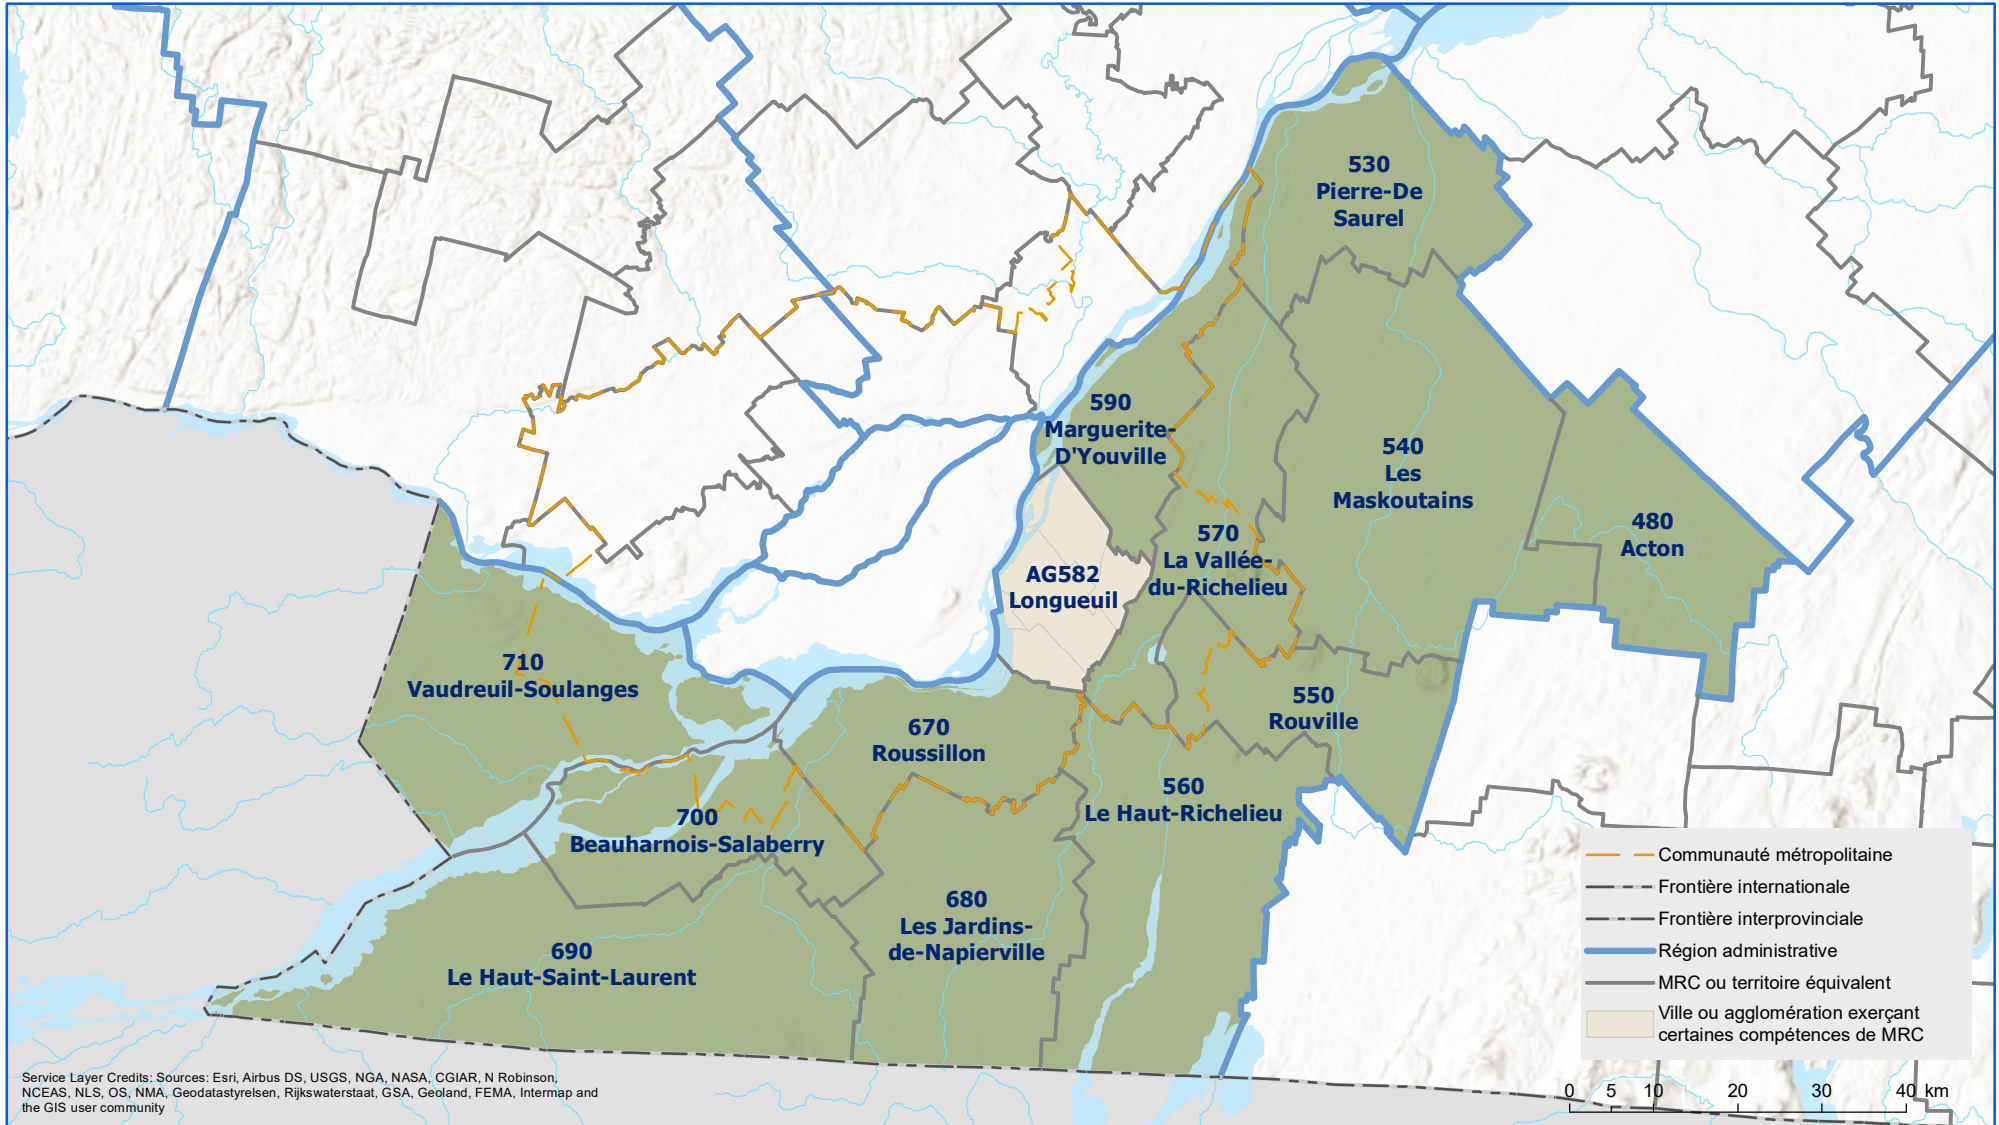 530
Pierre-De
Saurel
590
Marguerite-
D'Youville
540
Les
Maskoutains
480
Acton
570
La Vallée-
du-Richelieu
AG582
Longueuil
710
Vaudreuil-Soulanges
550
Rouville
670
Roussillon
560
Le Haut-Richelieu
700
Beauharnois-Salaberry
680
Les Jardins-
de-Napierville
690
Le Haut-Saint-Laurent
Communauté métropolitaine
Frontière internationale
Frontière interprovinciale
Région administrative
MRC ou territoire équivalent
Ville ou agglomération exerçant
certaines compétences de MRC
Service Layer Credits: Sources: Esri, Airbus DS, USGS, NGA, NASA, CGIAR, N Robinson,
NCEAS, NLS, OS, NMA, Geodatastyrelsen, Rijkswaterstaat, GSA, Geoland, FEMA, Intermap and
the GIS user community
0 5 10 20 30 40 km